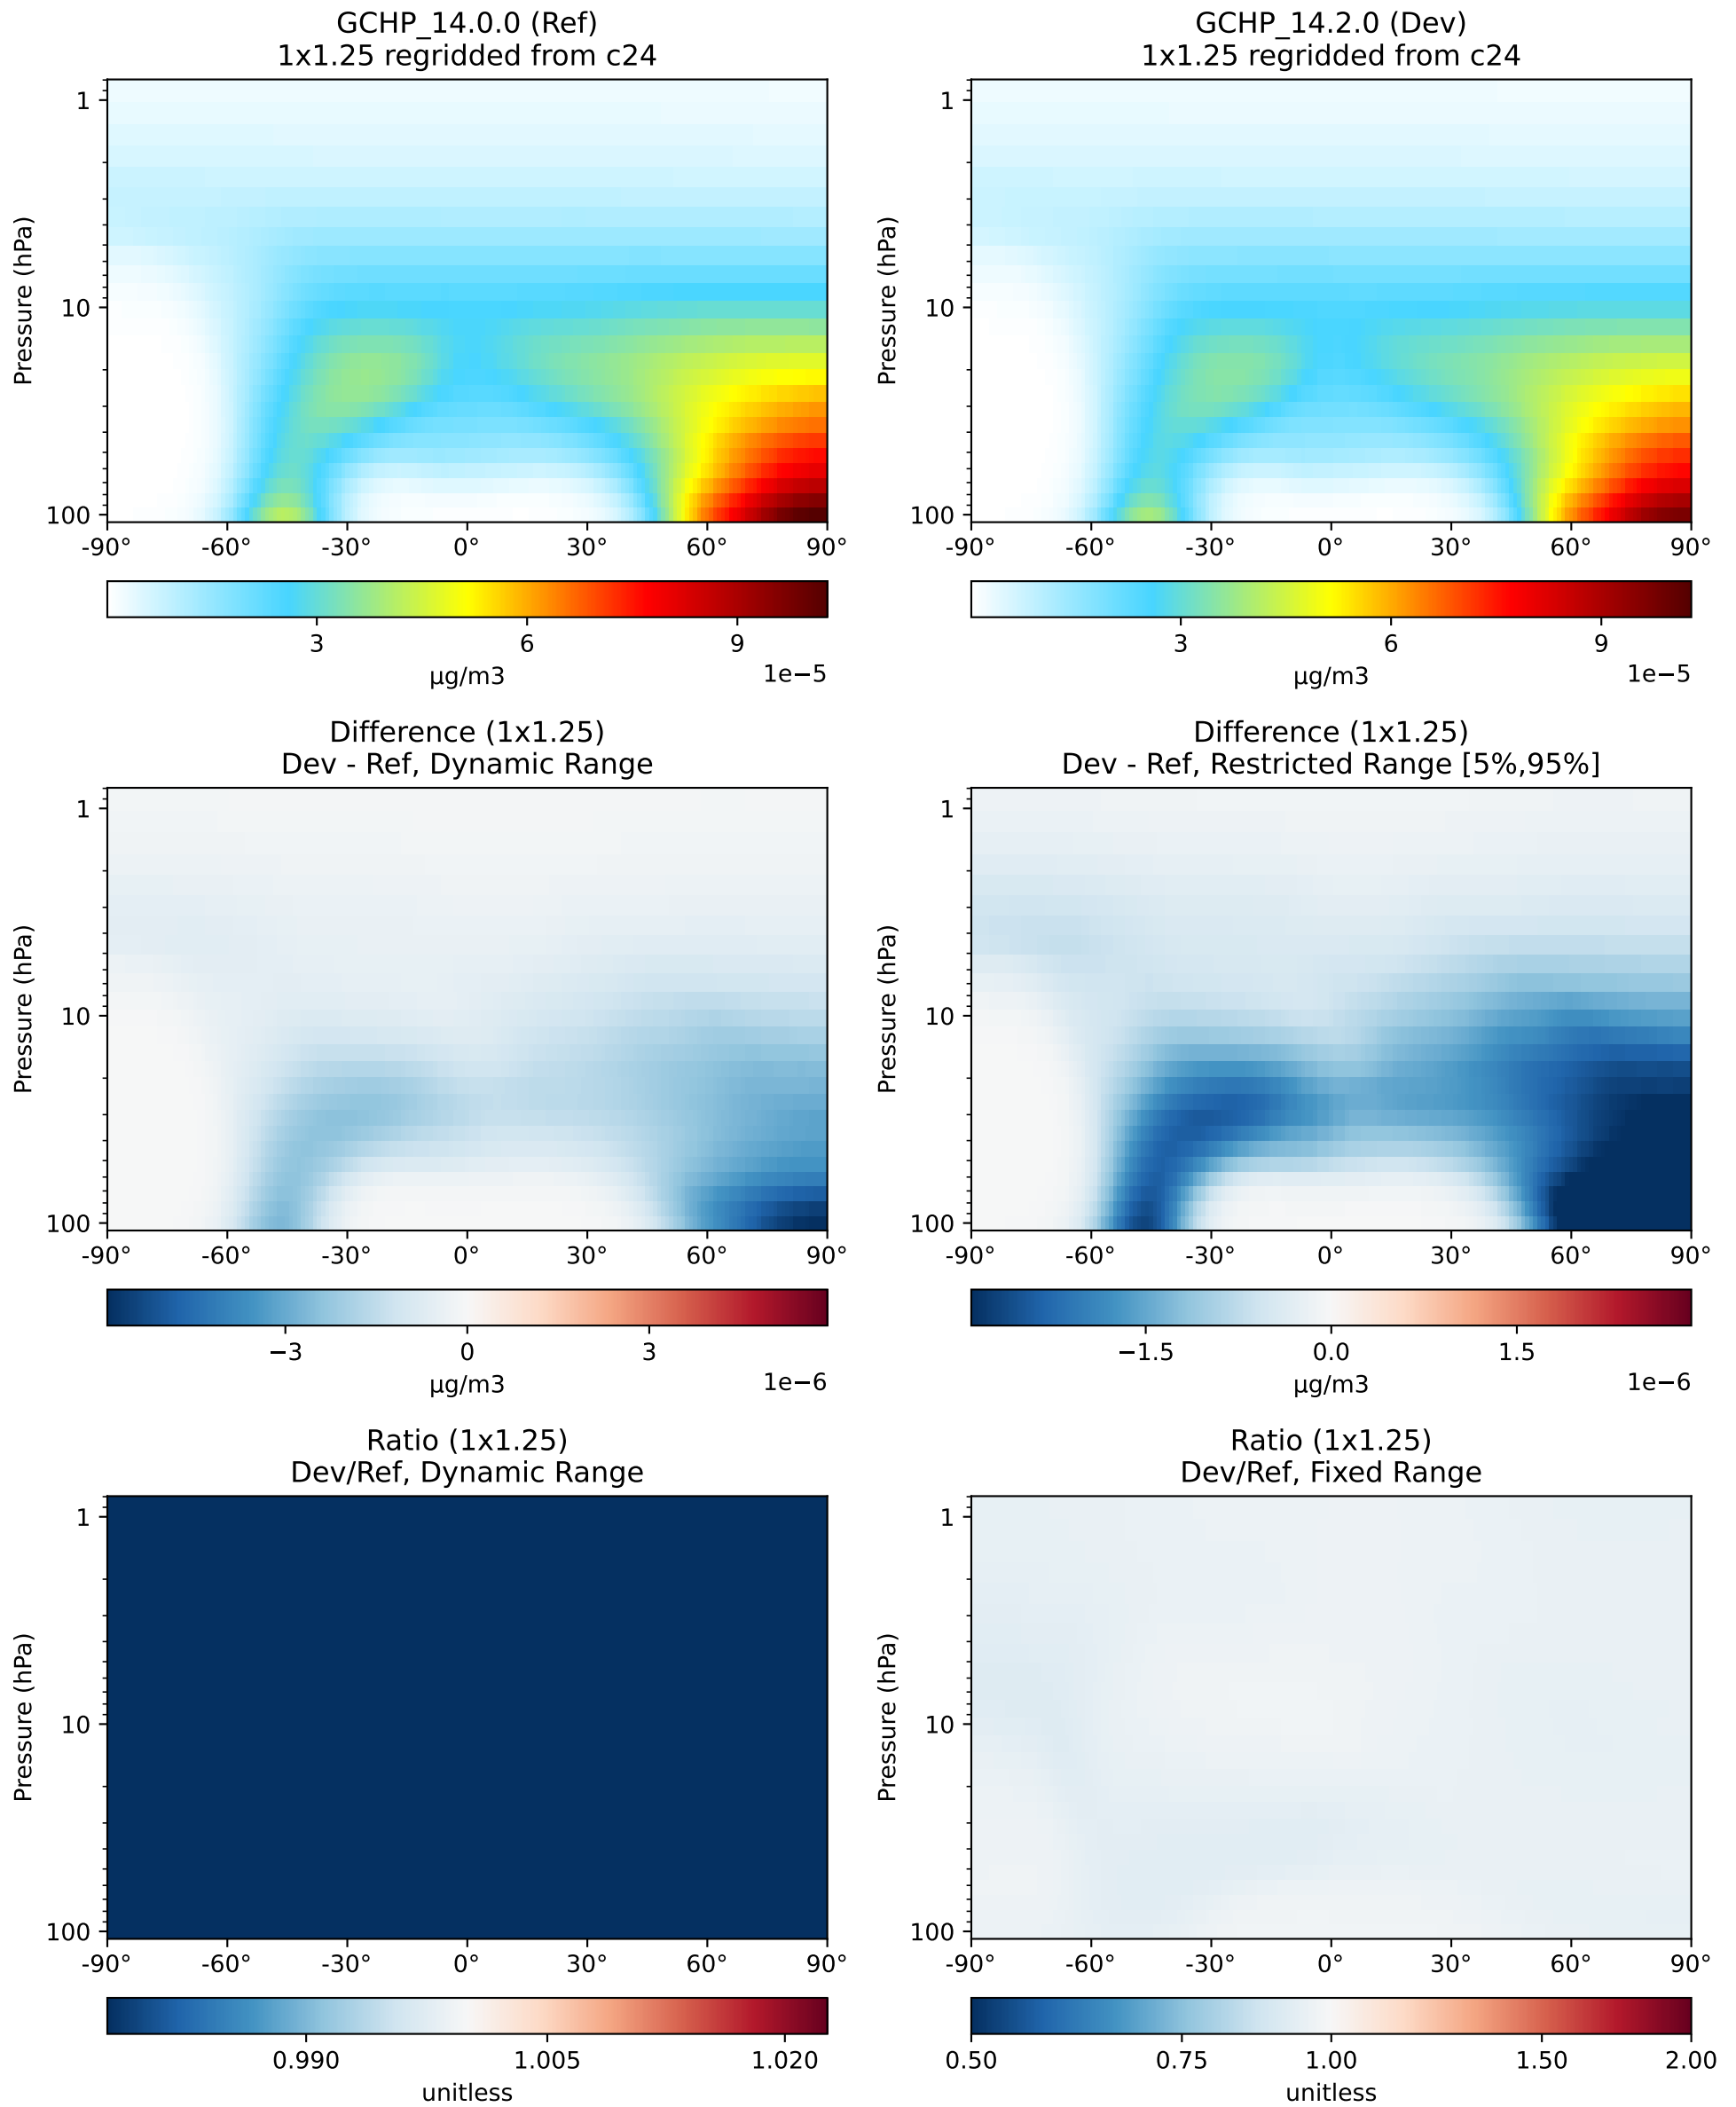 GCHP_14.0.0 (Ref)
1x1.25 regridded from c24
Pressure (hPa)
1
10
100
-90° -60° -30° 0° 30° 60° 90°
3 6 9
µg/m3
1e−5
GCHP_14.2.0 (Dev)
1x1.25 regridded from c24
Pressure (hPa)
1
10
100
-90° -60° -30° 0° 30° 60° 90°
3 6 9
µg/m3
1e−5
Difference (1x1.25)
Dev - Ref, Dynamic Range
Pressure (hPa)
1
10
100
-90° -60° -30° 0° 30° 60° 90°
−3 0 3
µg/m3
1e−6
Difference (1x1.25)
Dev - Ref, Restricted Range [5%,95%]
Pressure (hPa)
1
10
100
-90° -60° -30° 0° 30° 60° 90°
−1.5 0.0 1.5
µg/m3
1e−6
Ratio (1x1.25)
Dev/Ref, Dynamic Range
Pressure (hPa)
1
10
100
-90° -60° -30° 0° 30° 60° 90°
0.990 1.005 1.020
unitless
Ratio (1x1.25)
Dev/Ref, Fixed Range
Pressure (hPa)
1
10
100
-90° -60° -30° 0° 30° 60° 90°
0.50 0.75 1.00 1.50 2.00
unitless